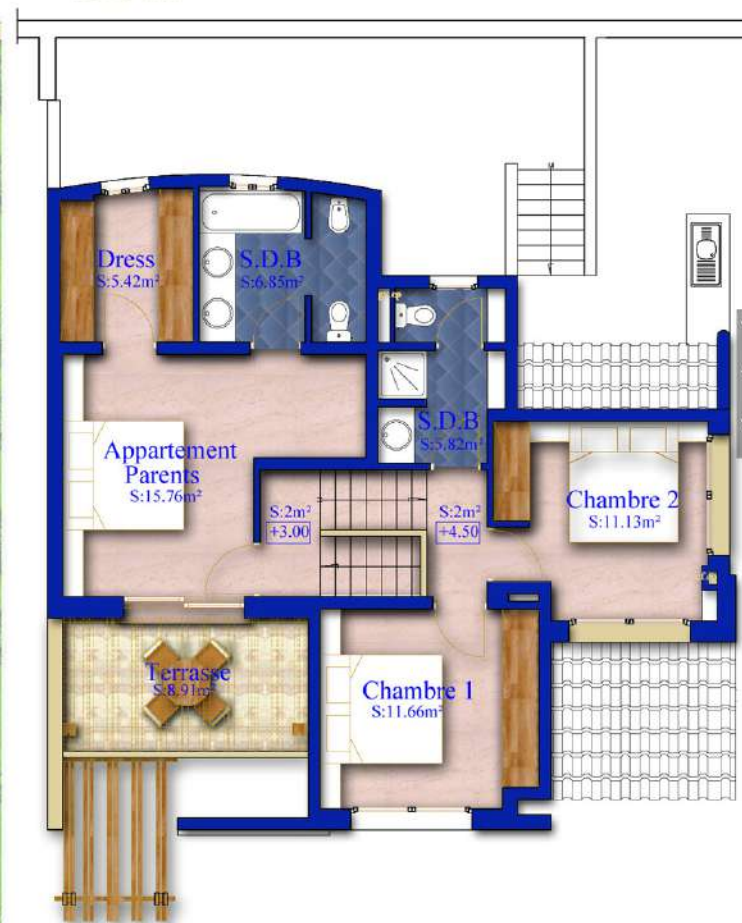 Dress
S:5.42m²
S.D.B
S:6.85m²
S.D.B
S:5.82m²
Appartement
Parents
S:15.76m²
S:2m²
+3.00
S:2m²
+4.50
Chambre 2
S:11.13m²
Terrasse
S:8.91m²
Chambre 1
S:11.66m²